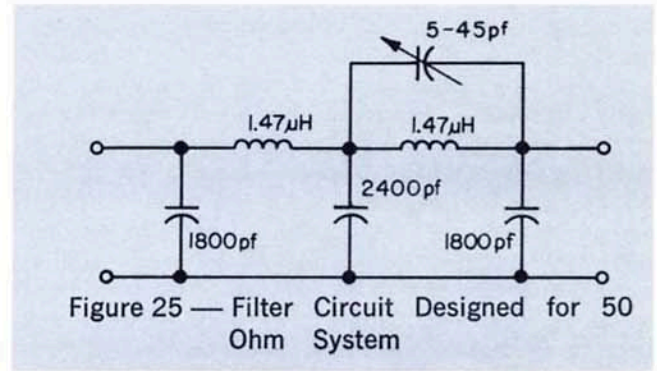 5-45pf
1.47µH
1.47µH
2400pf
1800pf
1800pf
Figure 25 — Filter Circuit Designed for 50
Ohm System